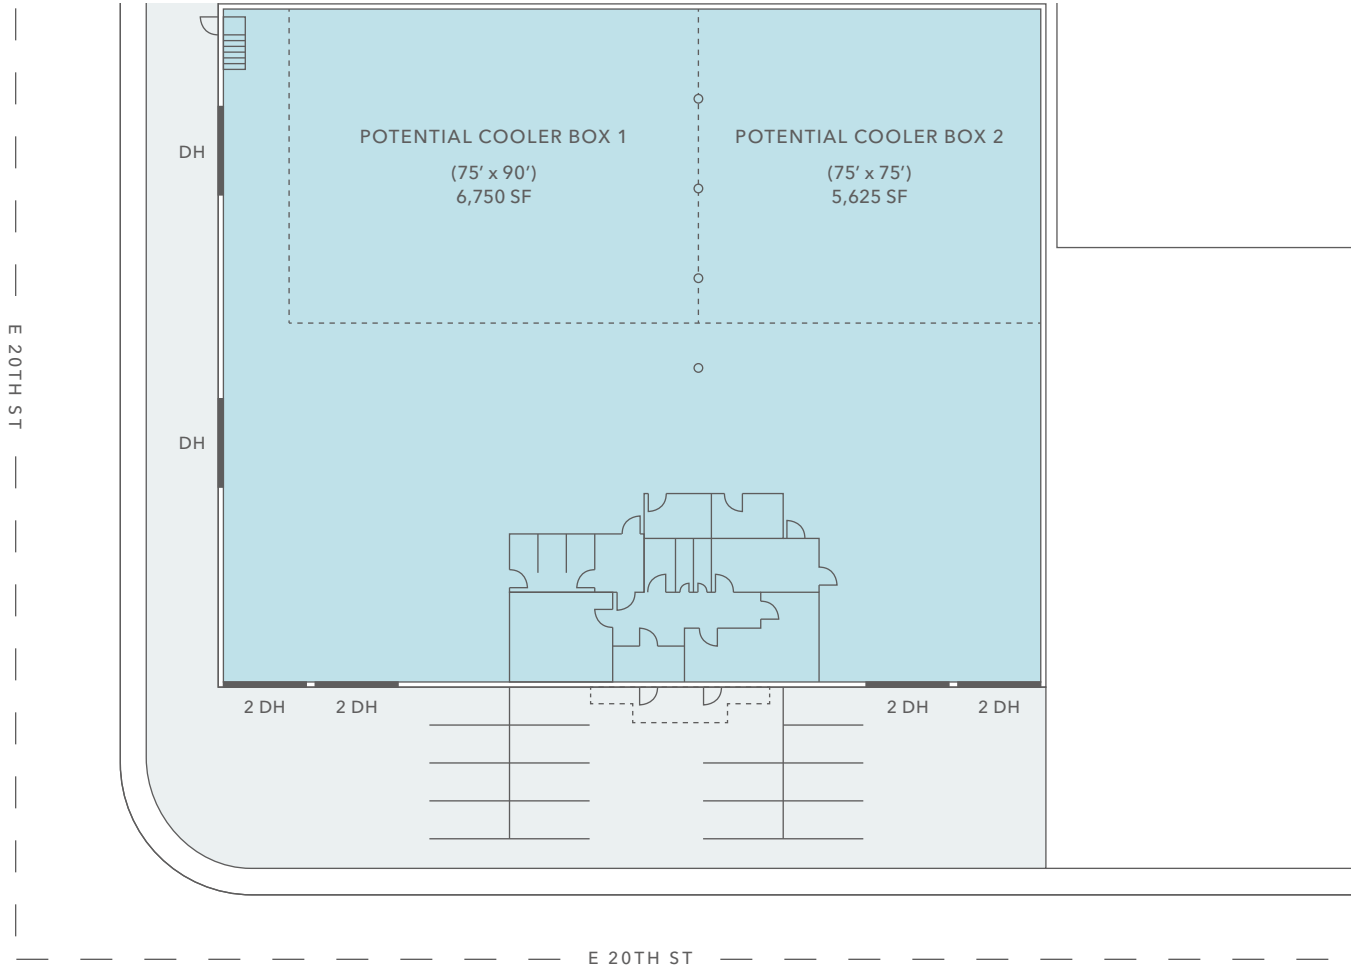 POTENTIAL COOLER BOX 1
(75’ x 90’)
6,750 SF
POTENTIAL COOLER BOX 2
(75’ x 75’)
5,625 SF
DH
DH
E 20TH ST
2 DH
2 DH
2 DH
2 DH
E 20TH ST